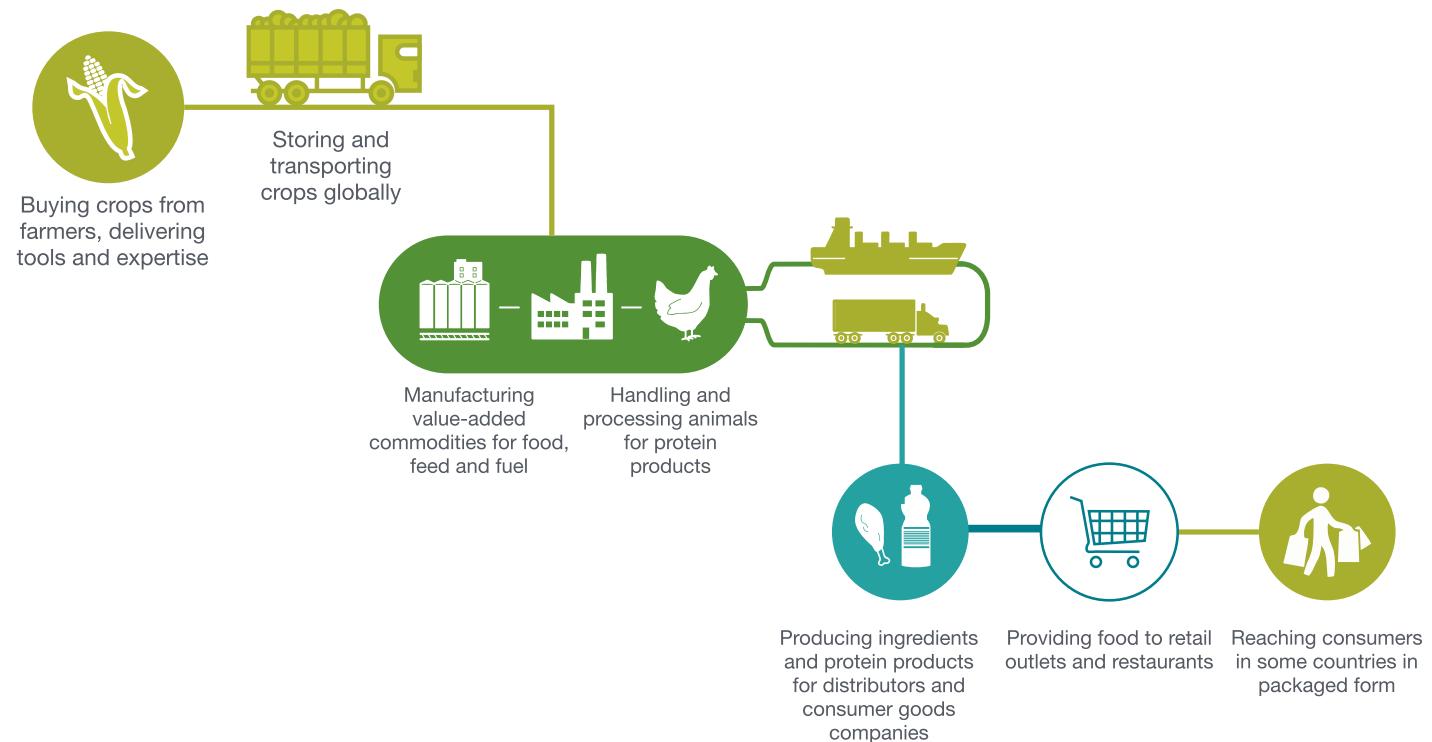 Storing and
transporting
crops globally
Buying crops from
farmers, delivering
tools and expertise
Manufacturing
value-added
commodities for food,
feed and fuel
Handling and
processing animals
for protein
products
Producing ingredients
and protein products
for distributors and
consumer goods
companies
Providing food to retail
outlets and restaurants
Reaching consumers
in some countries in
packaged form